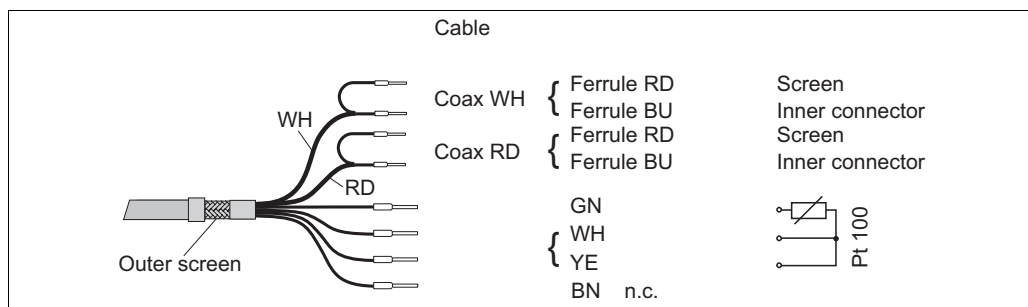 Cable
Coax WH { Ferrule RD Screen
Ferrule BU Inner connector
Coax RD { Ferrule RD Screen
Ferrule BU Inner connector
WH
RD
GN
{ WH
YE
BN n.c.
Pt 100
Outer screen